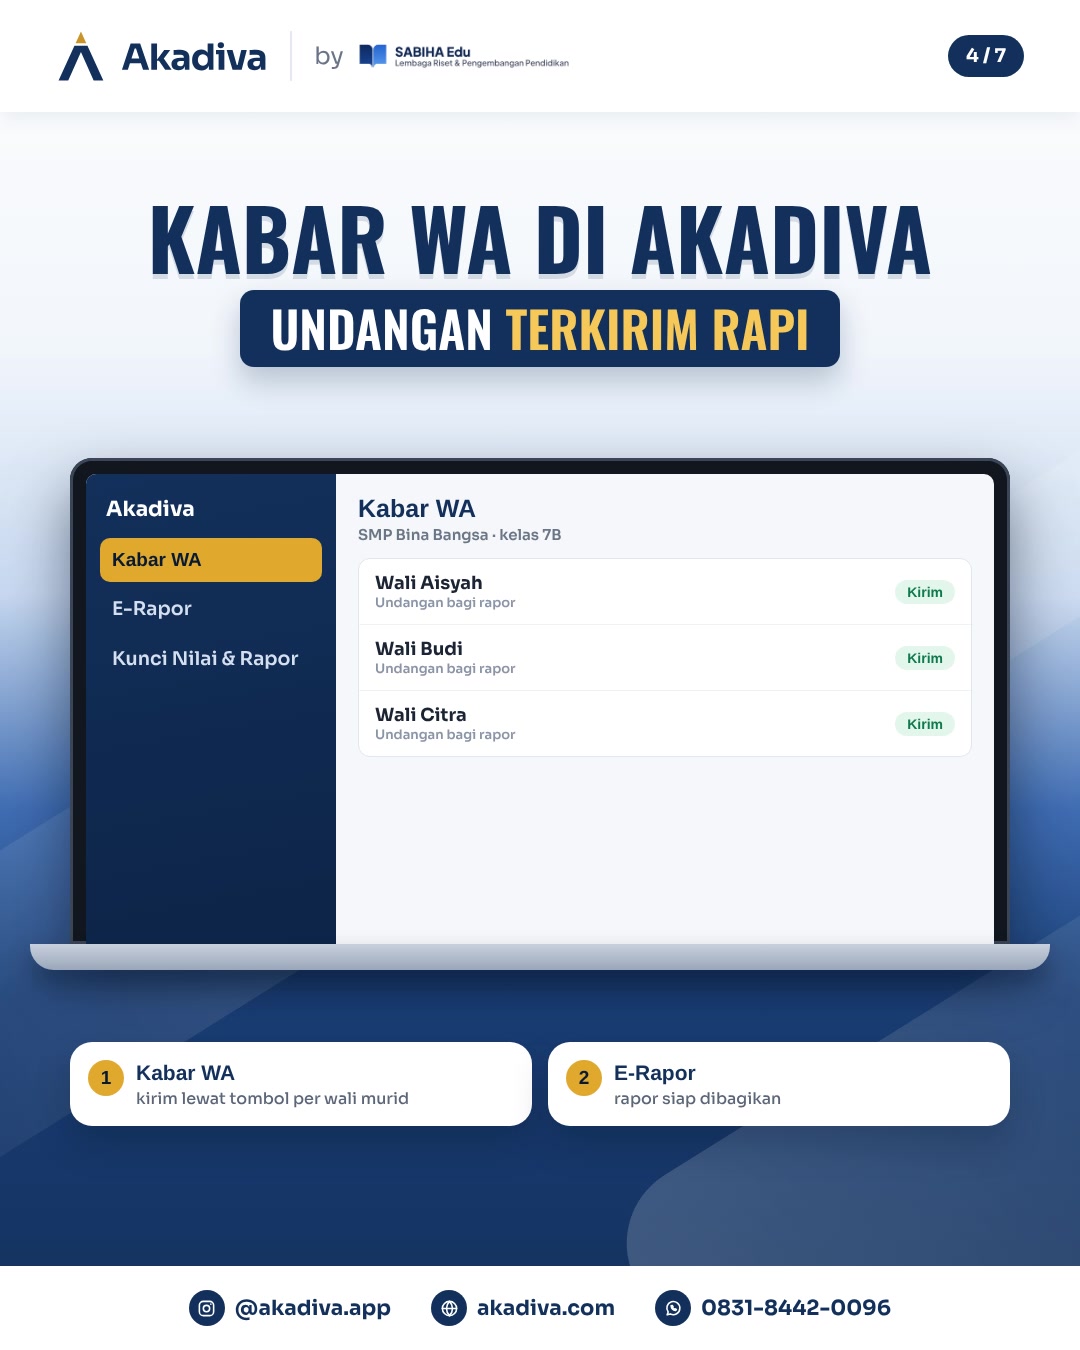 Akadiva
by
SABIHA Edu
Lembaga Riset & Pengembangan Pendidikan
4 / 7
KABAR WA DI AKADIVA
UNDANGAN TERKIRIM RAPI
Akadiva
Kabar WA
E-Rapor
Kunci Nilai & Rapor
Kabar WA
SMP Bina Bangsa · kelas 7B
Wali Aisyah
Undangan bagi rapor
Kirim
Wali Budi
Undangan bagi rapor
Kirim
Wali Citra
Undangan bagi rapor
Kirim
1
Kabar WA
kirim lewat tombol per wali murid
2
E-Rapor
rapor siap dibagikan
@akadiva.app
akadiva.com
0831-8442-0096